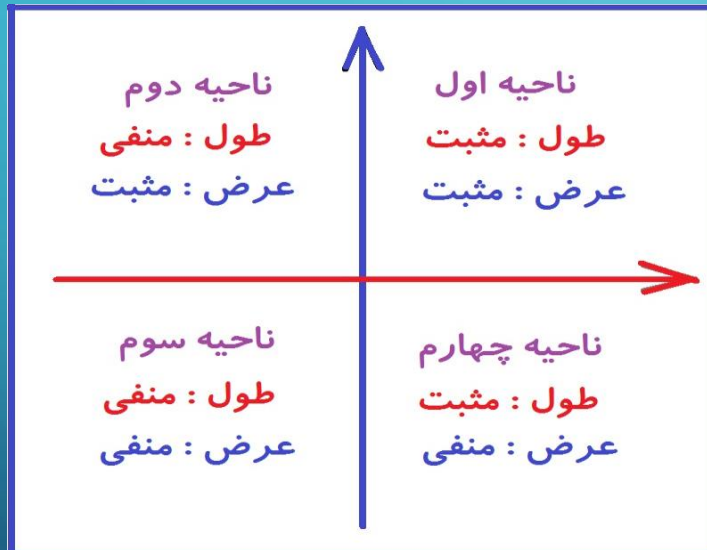 ناحیه اول
طول : مثبت
عرض : مثبت
ناحیه دوم
طول : منفی
عرض : مثبت
ناحیه سوم
طول : منفی
عرض : منفی
ناحیه چهارم
طول : مثبت
عرض : منفی